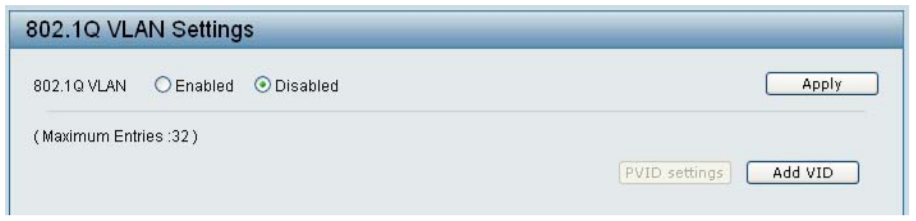 802.1Q VLAN Settings
802.1Q VLAN Enabled Disabled Apply
( Maximum Entries :32 )
PVID settings Add VID